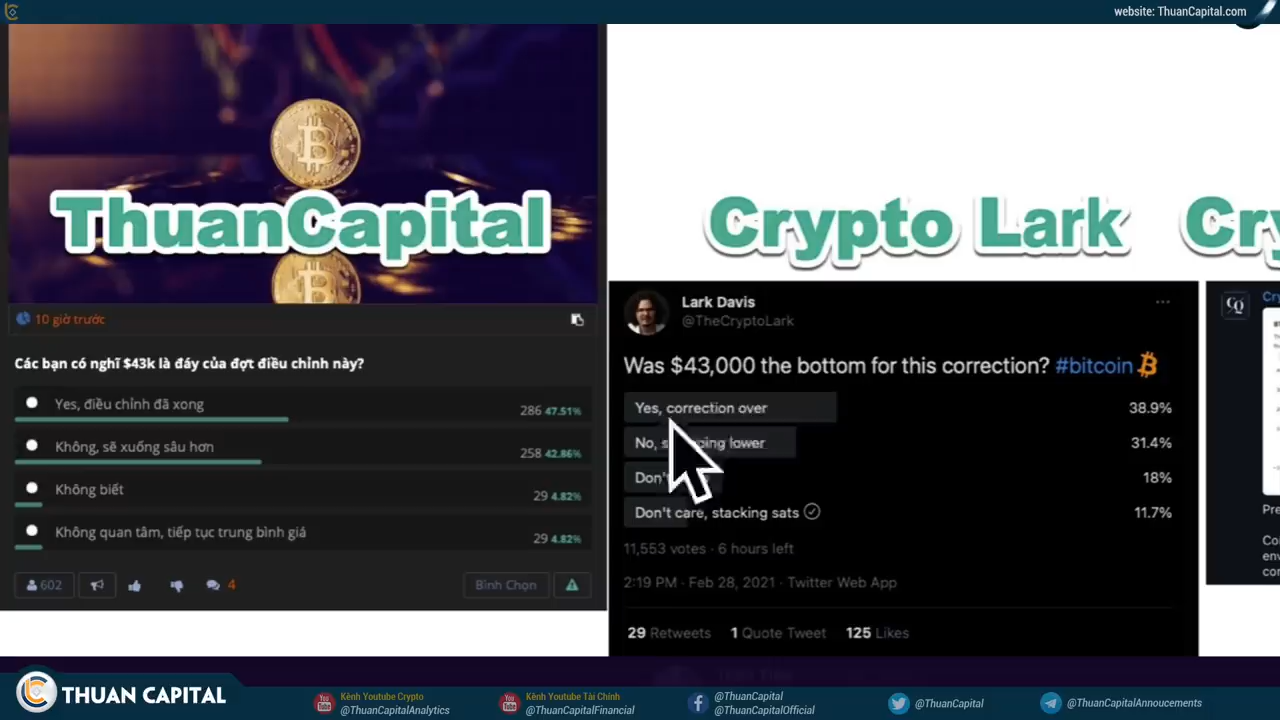 website: ThuanCapital.com
ThuanCapital
10 giờ trước
Các bạn có nghĩ $43k là đáy của đợt điều chỉnh này?
Yes, điều chỉnh đã xong
286 47.51%
Không, sẽ xuống sâu hơn
258 42.86%
Không biết
29 4.82%
Không quan tâm, tiếp tục trung bình giá
29 4.82%
602
4
Bình Chọn
Crypto Lark
Lark Davis
@TheCryptoLark
Was $43,000 the bottom for this correction? #bitcoin
Yes, correction over
38.9%
No, lower
31.4%
18%
Don't care, stacking sats
11.7%
11,553 votes · 6 hours left
2:19 PM · Feb 28, 2021 · Twitter Web App
29 Retweets 1 Quote Tweet 125 Likes
THUAN CAPITAL
Kênh Youtube Crypto
@ThuanCapitalAnalytics
Kênh Youtube Tài Chính
@ThuanCapitalFinancial
@ThuanCapital
@ThuanCapitalOfficial
@ThuanCapital
@ThuanCapitalAnnoucements